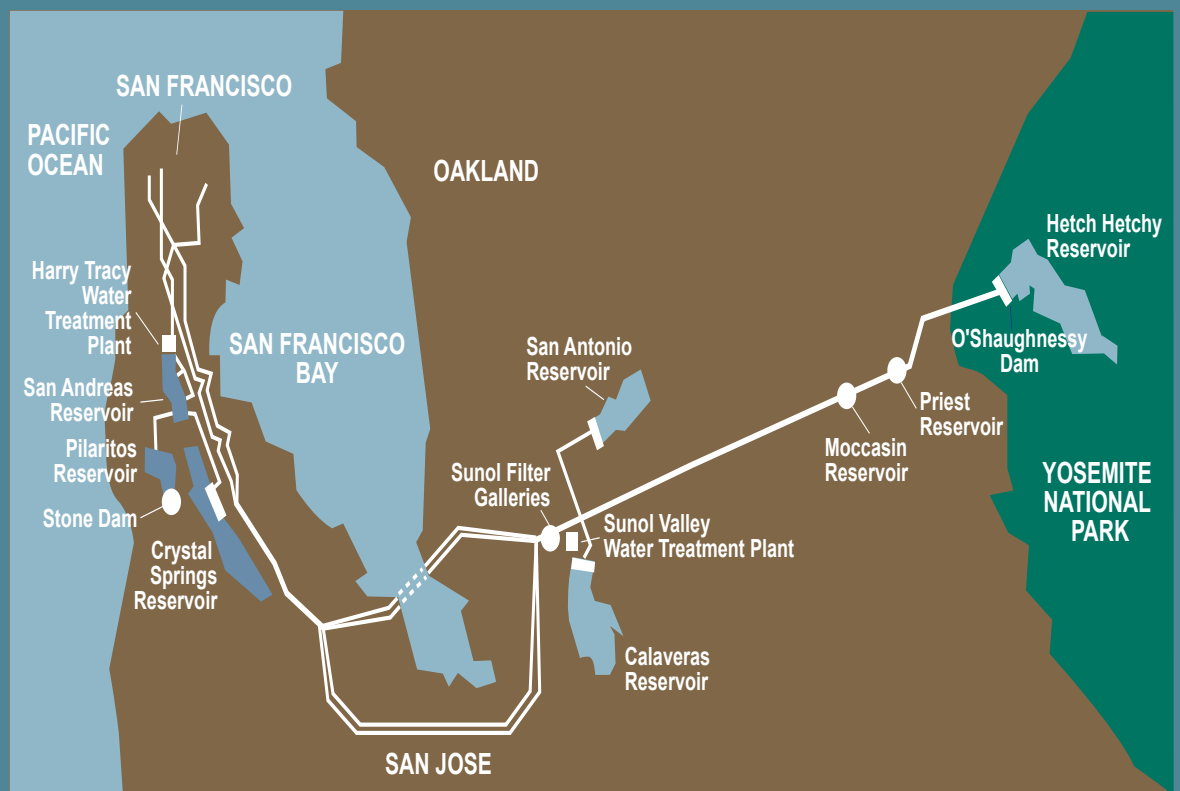 SAN FRANCISCO
PACIFIC
OCEAN
OAKLAND
Hetch Hetchy
Reservoir
Harry Tracy
Water
Treatment
Plant
SAN FRANCISCO
BAY
San Antonio
Reservoir
O'Shaughnessy
Dam
San Andreas
Reservoir
Priest
Reservoir
Pilaritos
Reservoir
Moccasin
Reservoir
Sunol Filter
Galleries
YOSEMITE
NATIONAL
PARK
Stone Dam
Sunol Valley
Water Treatment Plant
Crystal
Springs
Reservoir
Calaveras
Reservoir
SAN JOSE